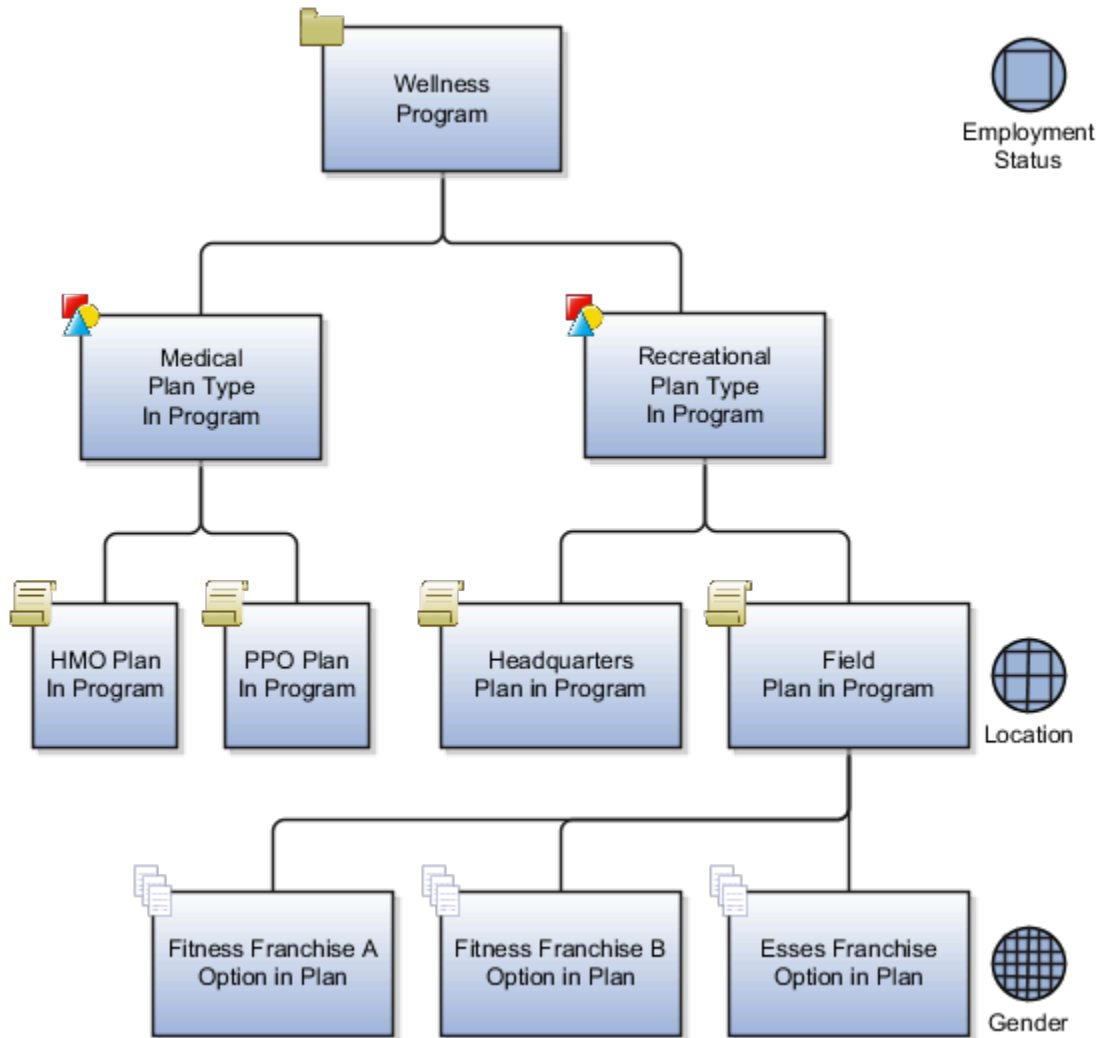 Wellness
Program
Employment
Status
Medical
Plan Type
In Program
Recreational
Plan Type
In Program
HMO Plan
In Program
PPO Plan
In Program
Headquarters
Plan in Program
Field
Plan in Program
Location
Fitness Franchise A
Option in Plan
Fitness Franchise B
Option in Plan
Esses Franchise
Option in Plan
Gender